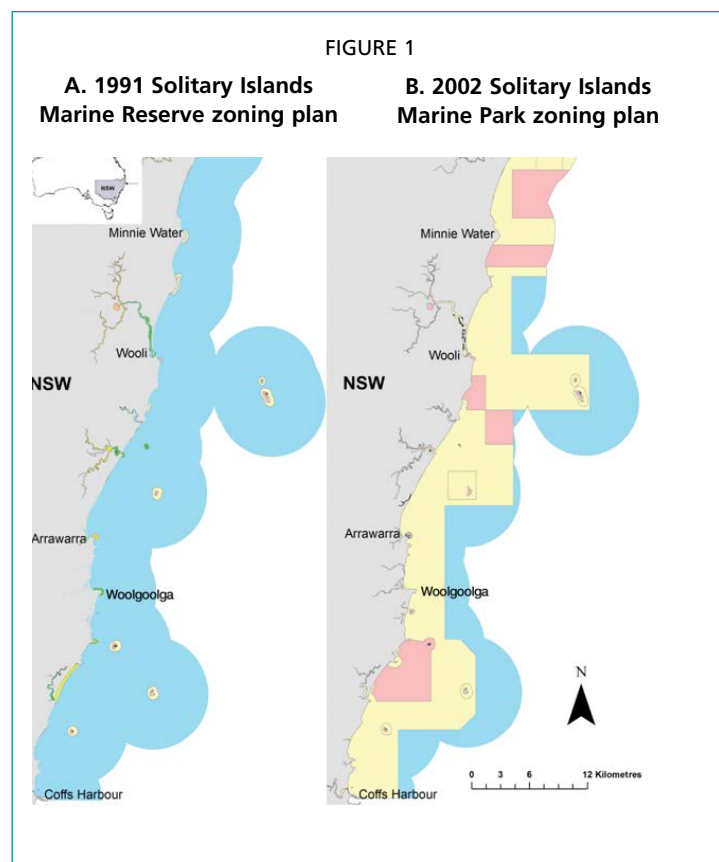 FIGURE 1
A. 1991 Solitary Islands
Marine Reserve zoning plan
B. 2002 Solitary Islands
Marine Park zoning plan
NSW
Minnie Water
Wooli
NSW
Arrawarra
Woolgoolga
Coffs Harbour
Minnie Water
Wooli
NSW
Arrawarra
Woolgoolga
N
0 3 6 12 Kilometres
Coffs Harbour